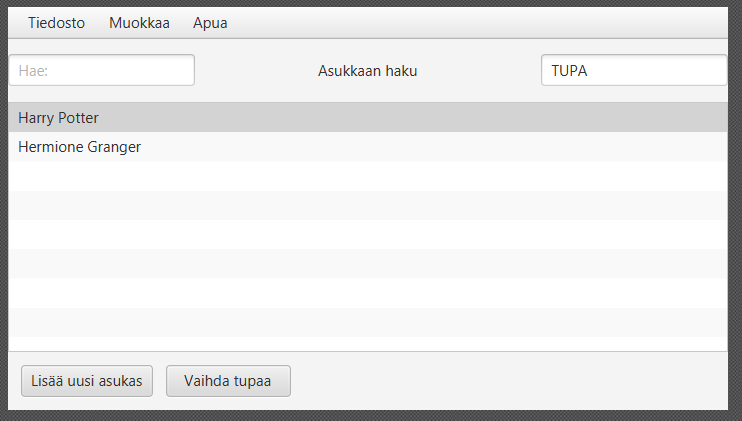 Tiedosto Muokkaa Apua
Hae: Asukkaan haku TUPA
Harry Potter
Hermione Granger
Lisää uusi asukas Vaihda tupaa